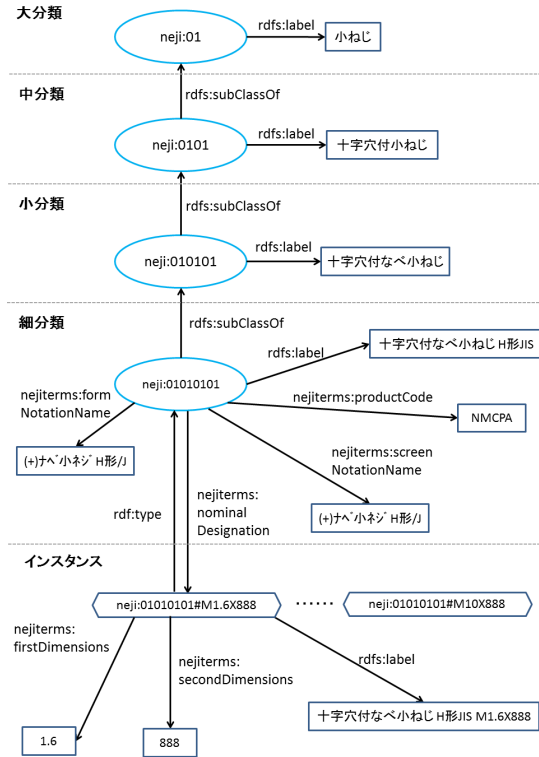 大分類
neji:01
rdfs:label
小ねじ
rdfs:subClassOf
中分類
neji:0101
rdfs:label
十字穴付小ねじ
rdfs:subClassOf
小分類
neji:010101
rdfs:label
十字穴付なべ小ねじ
rdfs:subClassOf
細分類
neji:01010101
rdfs:label
十字穴付なべ小ねじ H形JIS
nejiterms:productCode
NMCPA
nejiterms:form
NotationName
(+)ﾅﾍﾞ小ﾈｼﾞ H形/J
nejiterms:screen
NotationName
(+)ﾅﾍﾞ小ﾈｼﾞ H形/J
rdf:type
nejiterms:
nominal
Designation
インスタンス
neji:01010101#M1.6X888
……
neji:01010101#M10X888
nejiterms:
firstDimensions
1.6
nejiterms:
secondDimensions
888
rdfs:label
十字穴付なべ小ねじ H形JIS M1.6X888